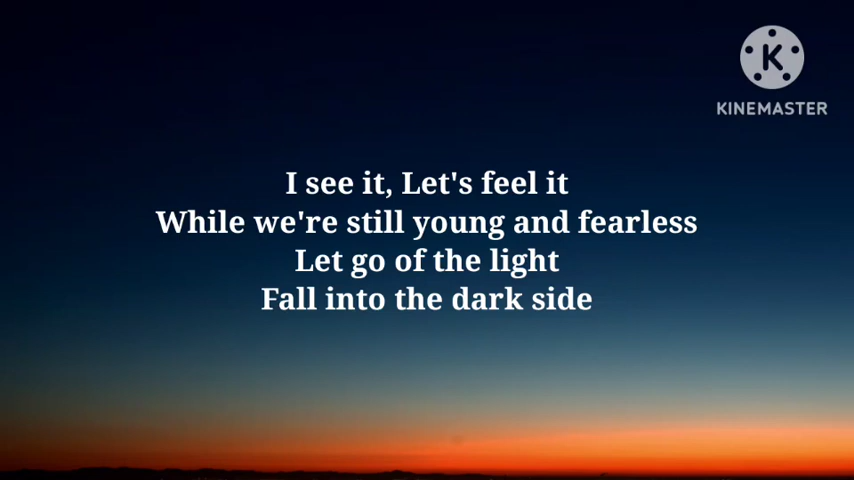 KINEMASTER
I see it, Let's feel it
While we're still young and fearless
Let go of the light
Fall into the dark side